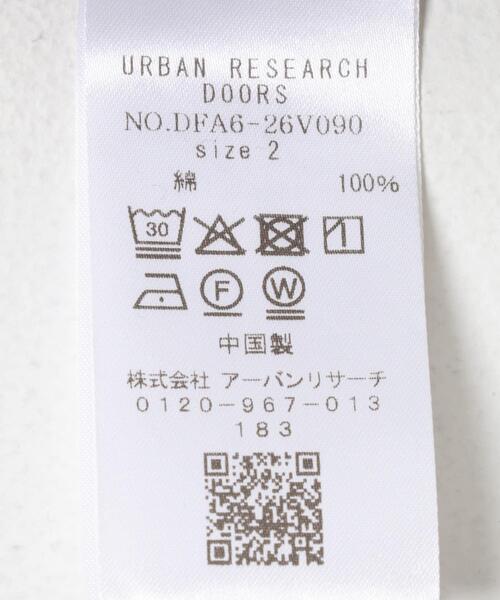 URBAN RESEARCH
DOORS
NO.DFA6-26V090
size 2
綿 100%
30
F W
中国製
株式会社 アーバンリサーチ
0120-967-013
183